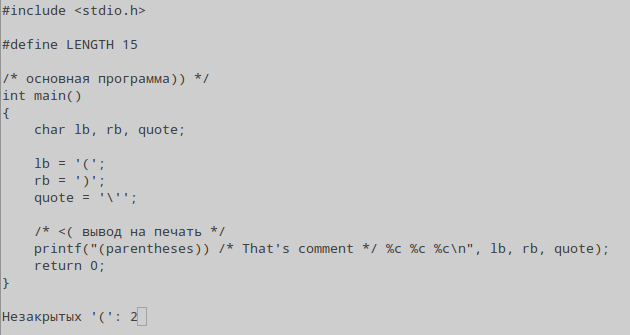 #include <stdio.h>
#define LENGTH 15
/* основная программа)) */
int main()
{
char lb, rb, quote;
lb = '(';
rb = ')';
quote = '\'';
/* <( вывод на печать */
printf("(parentheses)) /* That's comment */ %c %c %c\n", lb, rb, quote);
return 0;
}
Незакрытых '(': 2